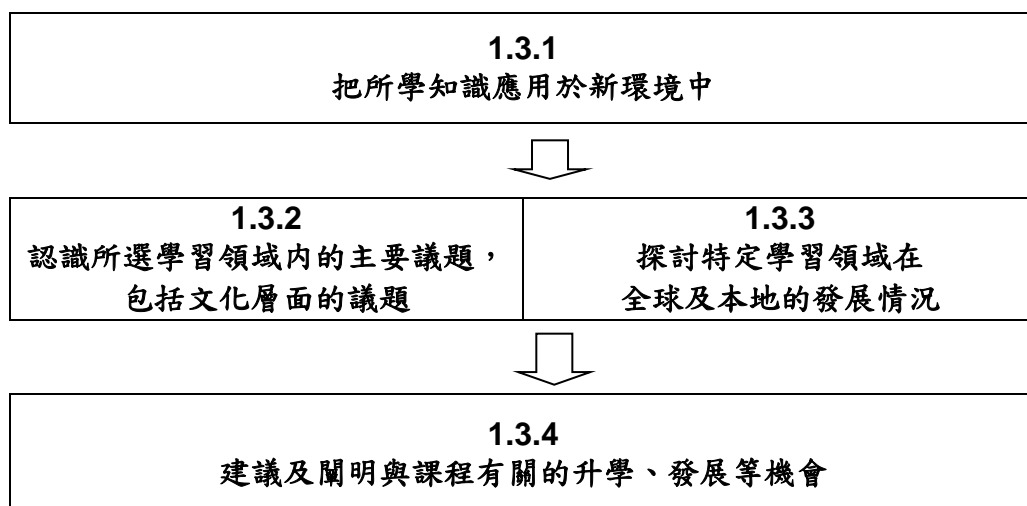 1.3.1
把所學知識應用於新環境中
1.3.2
認識所選學習領域內的主要議題，
包括文化層面的議題
1.3.3
探討特定學習領域在
全球及本地的發展情況
1.3.4
建議及闡明與課程有關的升學、發展等機會